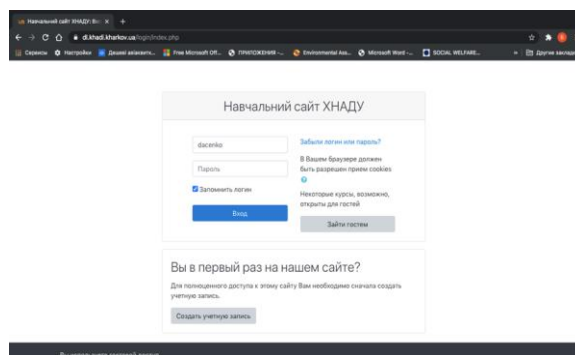 Навчальний сайт ХНАДУ: Вх
dl.khadi.kharkov.ua/login/index.php
Сервисы Настройки Дешеві авіаквитк... Free Microsoft Off... ПРИЛОЖЕНИЯ -... Environmental Ass... Microsoft Word -... SOCIAL WELFARE... » Другие закладки
Навчальний сайт ХНАДУ
dacenko
Пароль
Запомнить логин
Вход
Забыли логин или пароль?
В Вашем браузере должен
быть разрешен прием cookies
Некоторые курсы, возможно,
открыты для гостей
Зайти гостем
Вы в первый раз на
нашем сайте?
Для полноценного доступа к этому сайту Вам необходимо сначала создать
учетную запись.
Создать учетную запись